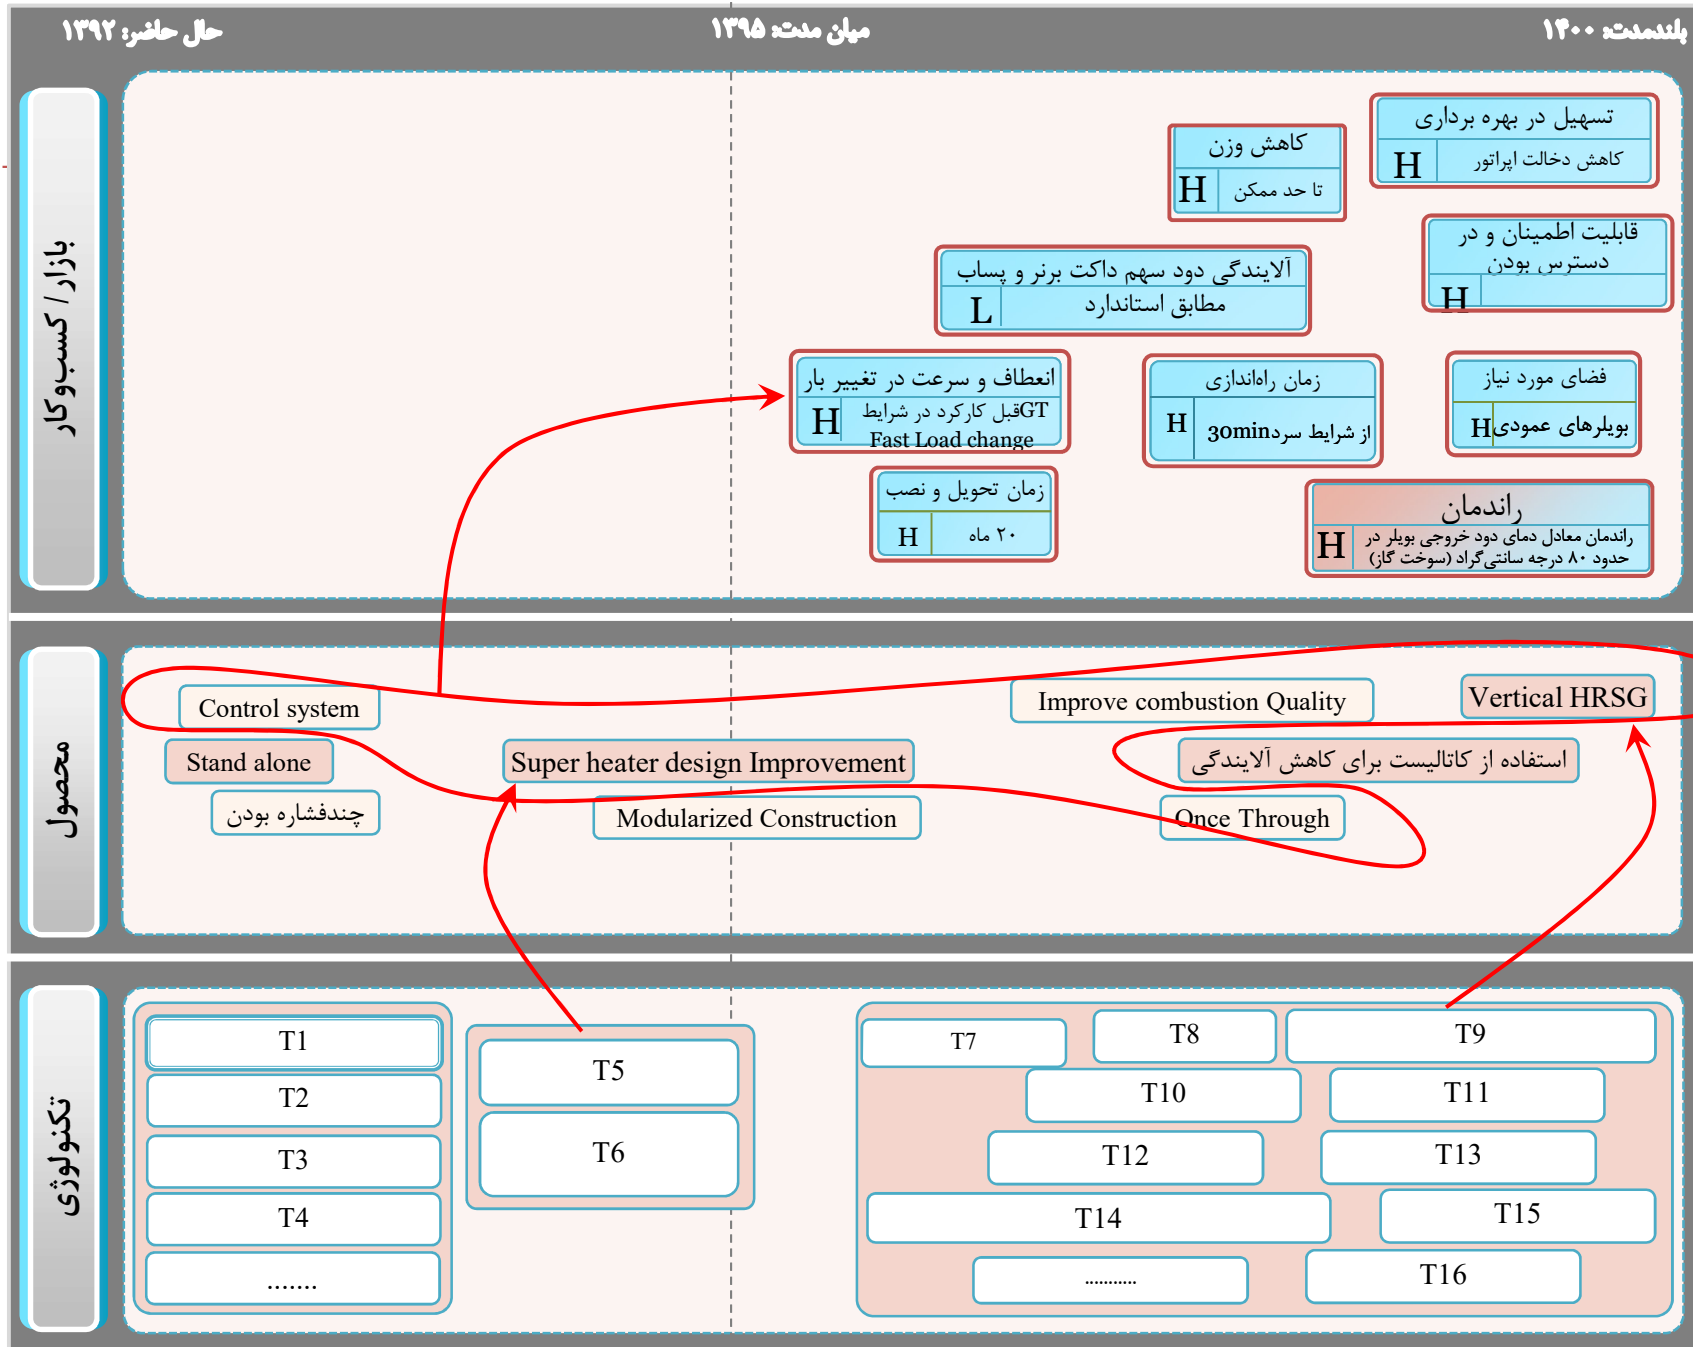 حال حاضر: ۱۳۹۲
میان مدت: ۱۳۹۵
بلندمدت: ۱۴۰۰
بازار / کسب‌وکار
تسهیل در بهره برداری
کاهش دخالت اپراتور
H
کاهش وزن
تا حد ممکن
H
قابلیت اطمینان و در
دسترس بودن
H
آلایندگی دود سهم داکت برنر و پساب
مطابق استاندارد
L
انعطاف و سرعت در تغییر بار
GTقبل کارکرد در شرایط
Fast Load change
H
زمان راه‌اندازی
از شرایط سرد30min
H
فضای مورد نیاز
بویلرهای عمودی
H
زمان تحویل و نصب
۲۰ ماه
H
راندمان
راندمان معادل دمای دود خروجی بویلر در
حدود ۸۰ درجه سانتی‌گراد (سوخت گاز)
H
محصول
Control system
Improve combustion Quality
Vertical HRSG
Stand alone
Super heater design Improvement
استفاده از کاتالیست برای کاهش آلایندگی
چندفشاره بودن
Modularized Construction
Once Through
تکنولوژی
T1
T2
T3
T4
.......
T5
T6
T7
T8
T9
T10
T11
T12
T13
T14
T15
...........
T16